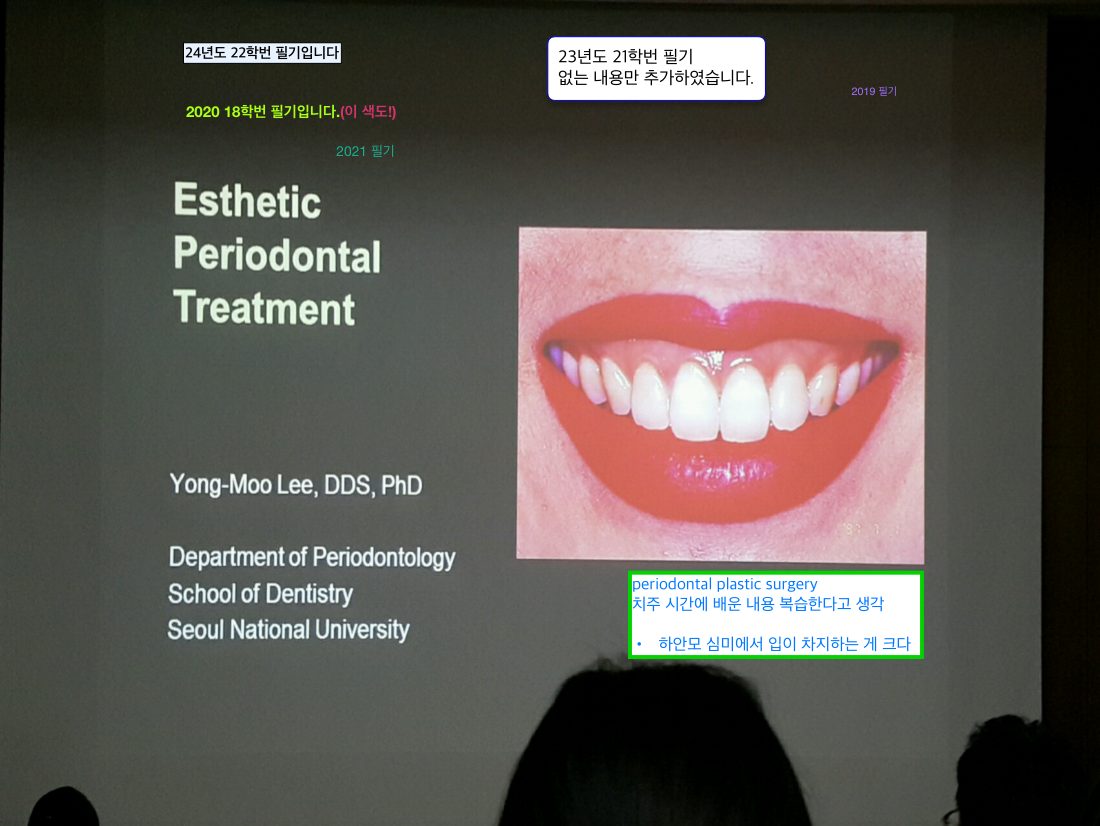 24년도 22학번 필기입니다
23년도 21학번 필기
없는 내용만 추가하였습니다.
2019 필기
2020 18학번 필기입니다.(이 색도!)
2021 필기
Esthetic
Periodontal
Treatment
Yong-Moo Lee, DDS, PhD
Department of Periodontology
School of Dentistry
Seoul National University
periodontal plastic surgery
치주 시간에 배운 내용 복습한다고 생각
• 하안모 심미에서 입이 차지하는 게 크다